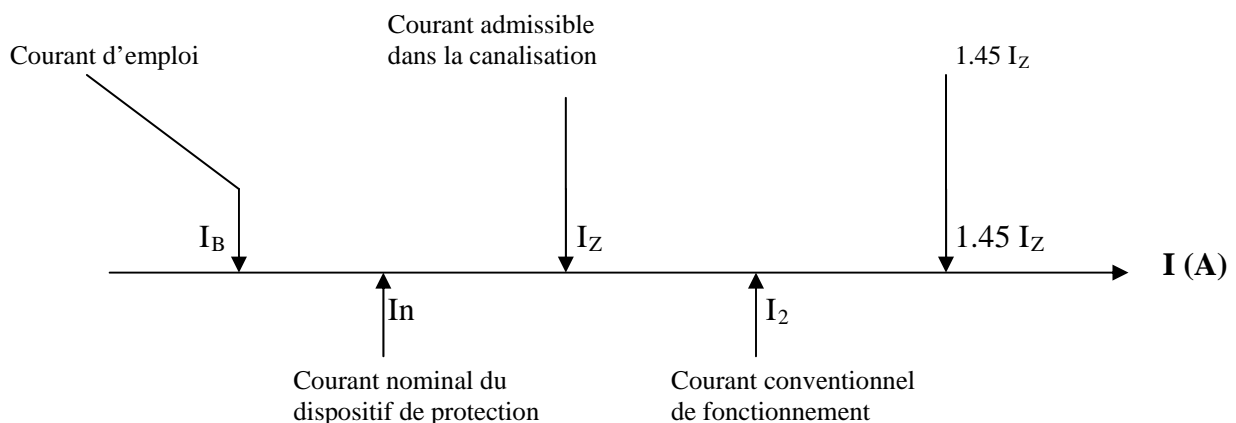 Courant admissible
dans la canalisation
Courant d’emploi
1.45 I_Z
I_B
I_Z
1.45 I_Z
I (A)
In
I_2
Courant nominal du
dispositif de protection
Courant conventionnel
de fonctionnement